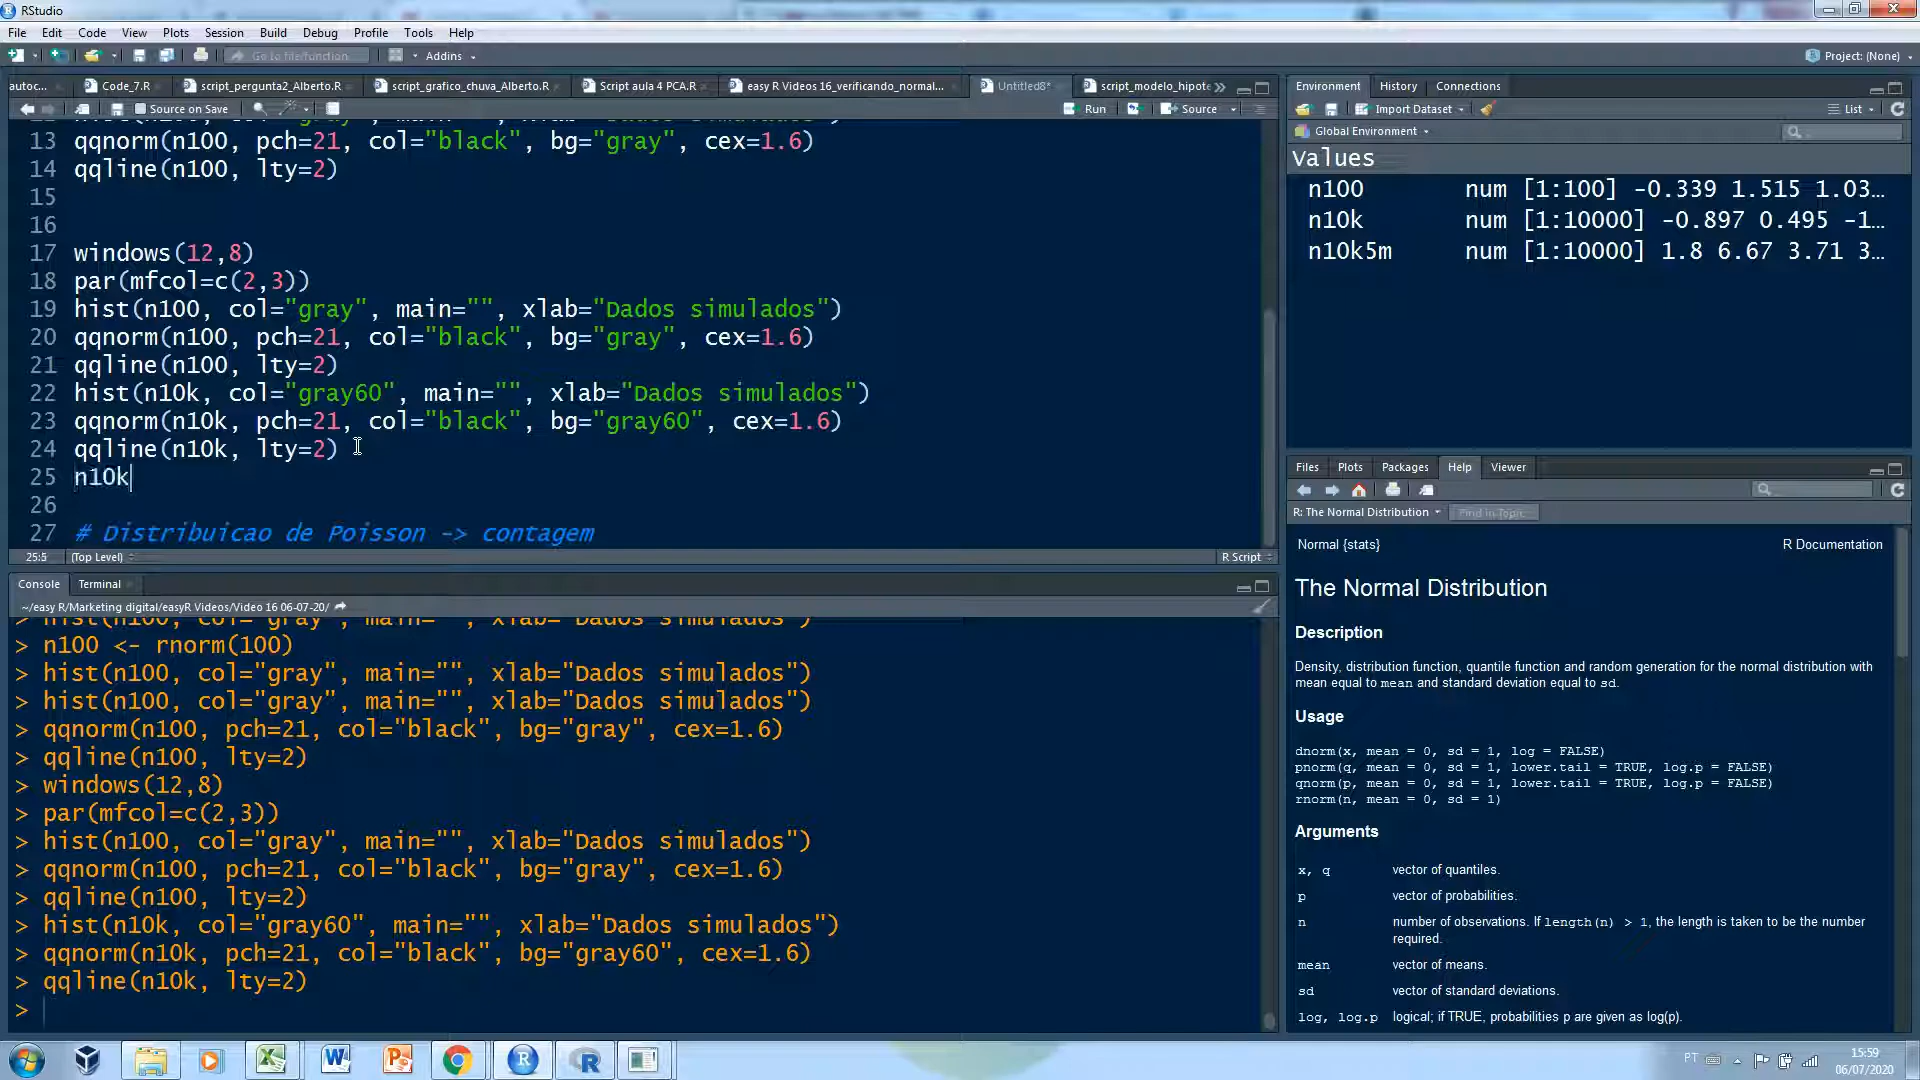 RStudio
File Edit Code View Plots Session Build Debug Profile Tools Help
Go to file/function Addins Project: (None)
autoc... Code_7.R script_pergunta2_Alberto.R script_grafico_chuva_Alberto.R Script aula 4 PCA.R easy R Videos 16_verificando_normal... Untitled8* script_modelo_hipote
Source on Save Run Source
13 qqnorm(n100, pch=21, col="black", bg="gray", cex=1.6)
14 qqline(n100, lty=2)
15
16
17 windows(12,8)
18 par(mfcol=c(2,3))
19 hist(n100, col="gray", main="", xlab="Dados simulados")
20 qqnorm(n100, pch=21, col="black", bg="gray", cex=1.6)
21 qqline(n100, lty=2)
22 hist(n10k, col="gray60", main="", xlab="Dados simulados")
23 qqnorm(n10k, pch=21, col="black", bg="gray60", cex=1.6)
24 qqline(n10k, lty=2)
25 n10k
26
27 # Distribuicao de Poisson -> contagem
25:5 (Top Level) R Script
Console Terminal
~/easy R/Marketing digital/easyR Videos/Video 16 06-07-20/
> hist(n100, col="gray", main="", xlab="Dados simulados")
> n100 <- rnorm(100)
> hist(n100, col="gray", main="", xlab="Dados simulados")
> hist(n100, col="gray", main="", xlab="Dados simulados")
> qqnorm(n100, pch=21, col="black", bg="gray", cex=1.6)
> qqline(n100, lty=2)
> windows(12,8)
> par(mfcol=c(2,3))
> hist(n100, col="gray", main="", xlab="Dados simulados")
> qqnorm(n100, pch=21, col="black", bg="gray", cex=1.6)
> qqline(n100, lty=2)
> hist(n10k, col="gray60", main="", xlab="Dados simulados")
> qqnorm(n10k, pch=21, col="black", bg="gray60", cex=1.6)
> qqline(n10k, lty=2)
>
Environment History Connections
Import Dataset List
Global Environment
Values
n100 num [1:100] -0.339 1.515 1.03...
n10k num [1:10000] -0.897 0.495 -1...
n10k5m num [1:10000] 1.8 6.67 3.71 3...
Files Plots Packages Help Viewer
R: The Normal Distribution Find in Topic
Normal {stats} R Documentation
The Normal Distribution
Description
Density, distribution function, quantile function and random generation for the normal distribution with
mean equal to mean and standard deviation equal to sd.
Usage
dnorm(x, mean = 0, sd = 1, log = FALSE)
pnorm(q, mean = 0, sd = 1, lower.tail = TRUE, log.p = FALSE)
qnorm(p, mean = 0, sd = 1, lower.tail = TRUE, log.p = FALSE)
rnorm(n, mean = 0, sd = 1)
Arguments
x, q vector of quantiles.
p vector of probabilities.
n number of observations. If length(n) > 1, the length is taken to be the number
required.
mean vector of means.
sd vector of standard deviations.
log, log.p logical; if TRUE, probabilities p are given as log(p).
PT 15:59
06/07/2020